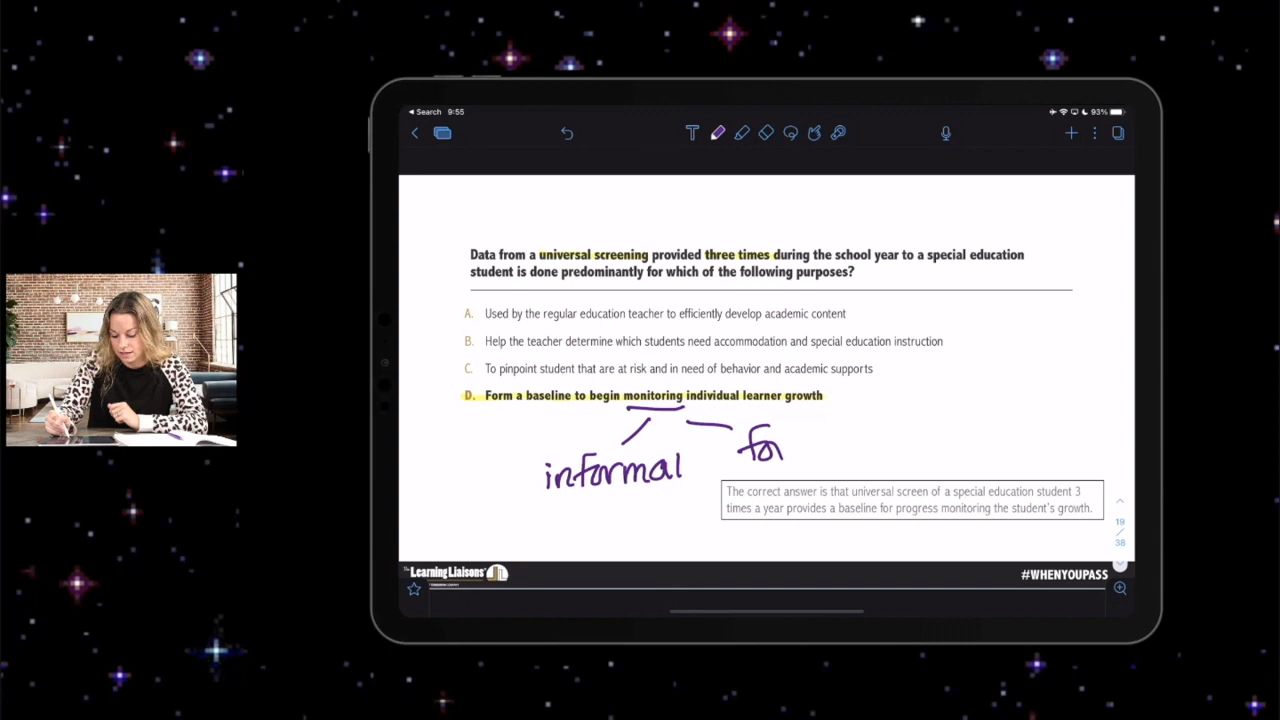 Search 9:55
93%
Data from a universal screening provided three times during the school year to a special education
student is done predominantly for which of the following purposes?
A. Used by the regular education teacher to efficiently develop academic content
B. Help the teacher determine which students need accommodation and special education instruction
C. To pinpoint student that are at risk and in need of behavior and academic supports
D. Form a baseline to begin monitoring individual learner growth
informal
fo
The correct answer is that universal screen of a special education student 3
times a year provides a baseline for progress monitoring the student's growth.
19
/
38
The Learning Liaisons
#WHENYOUPASS